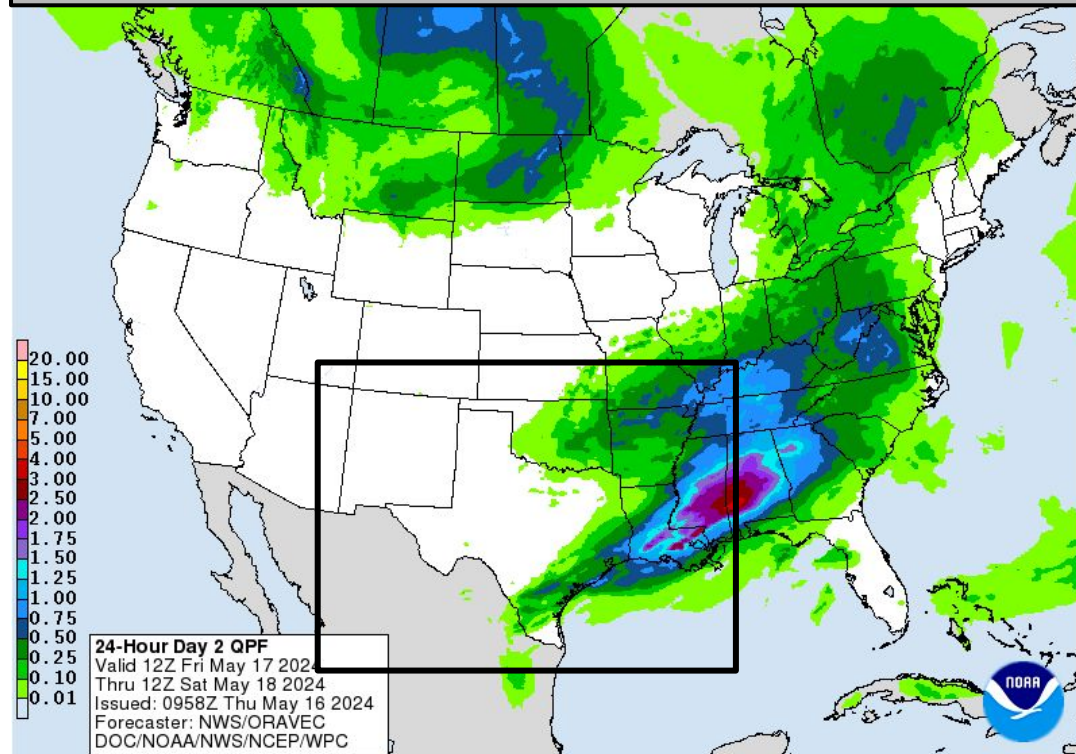 20.00
15.00
10.00
7.00
5.00
4.00
3.00
2.50
2.00
1.75
1.50
1.25
1.00
0.75
0.50
0.25
0.10
0.01
24-Hour Day 2 QPF
Valid 12Z Fri May 17 2024
Thru 12Z Sat May 18 2024
Issued: 0958Z Thu May 16 2024
Forecaster: NWS/ORAVEC
DOC/NOAA/NWS/NCEP/WPC
NOAA